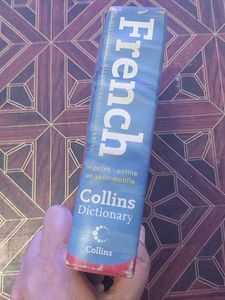 French
in print · online
on your mobile
Collins
Dictionary
Collins